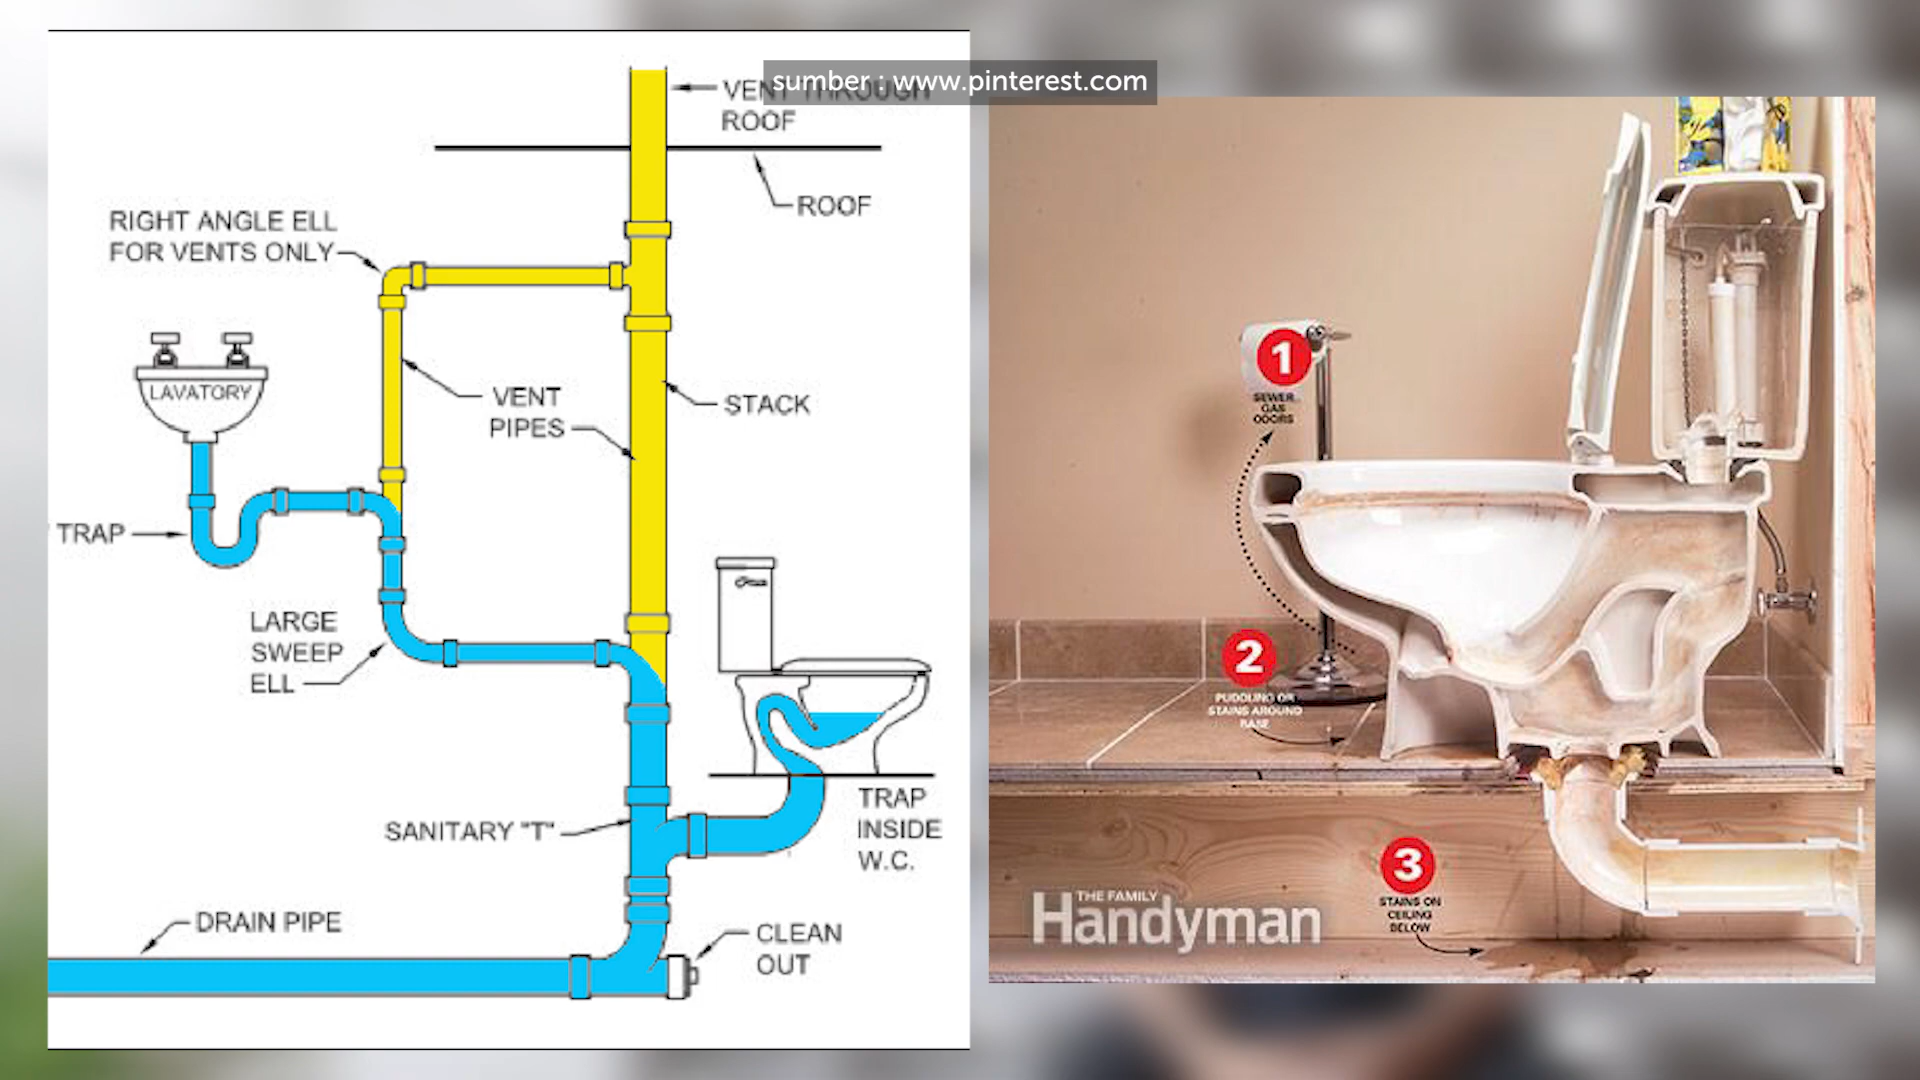 sumber : www.pinterest.com
VENT THROUGH
ROOF
ROOF
RIGHT ANGLE ELL
FOR VENTS ONLY
LAVATORY
VENT
PIPES
STACK
TRAP
LARGE
SWEEP
ELL
TRAP
INSIDE
W.C.
SANITARY "T"
DRAIN PIPE
CLEAN
OUT
1
SEWER
GAS
ODORS
2
PUDDLING OR
STAINS AROUND
BASE
3
STAINS ON
CEILING
BELOW
THE FAMILY
Handyman